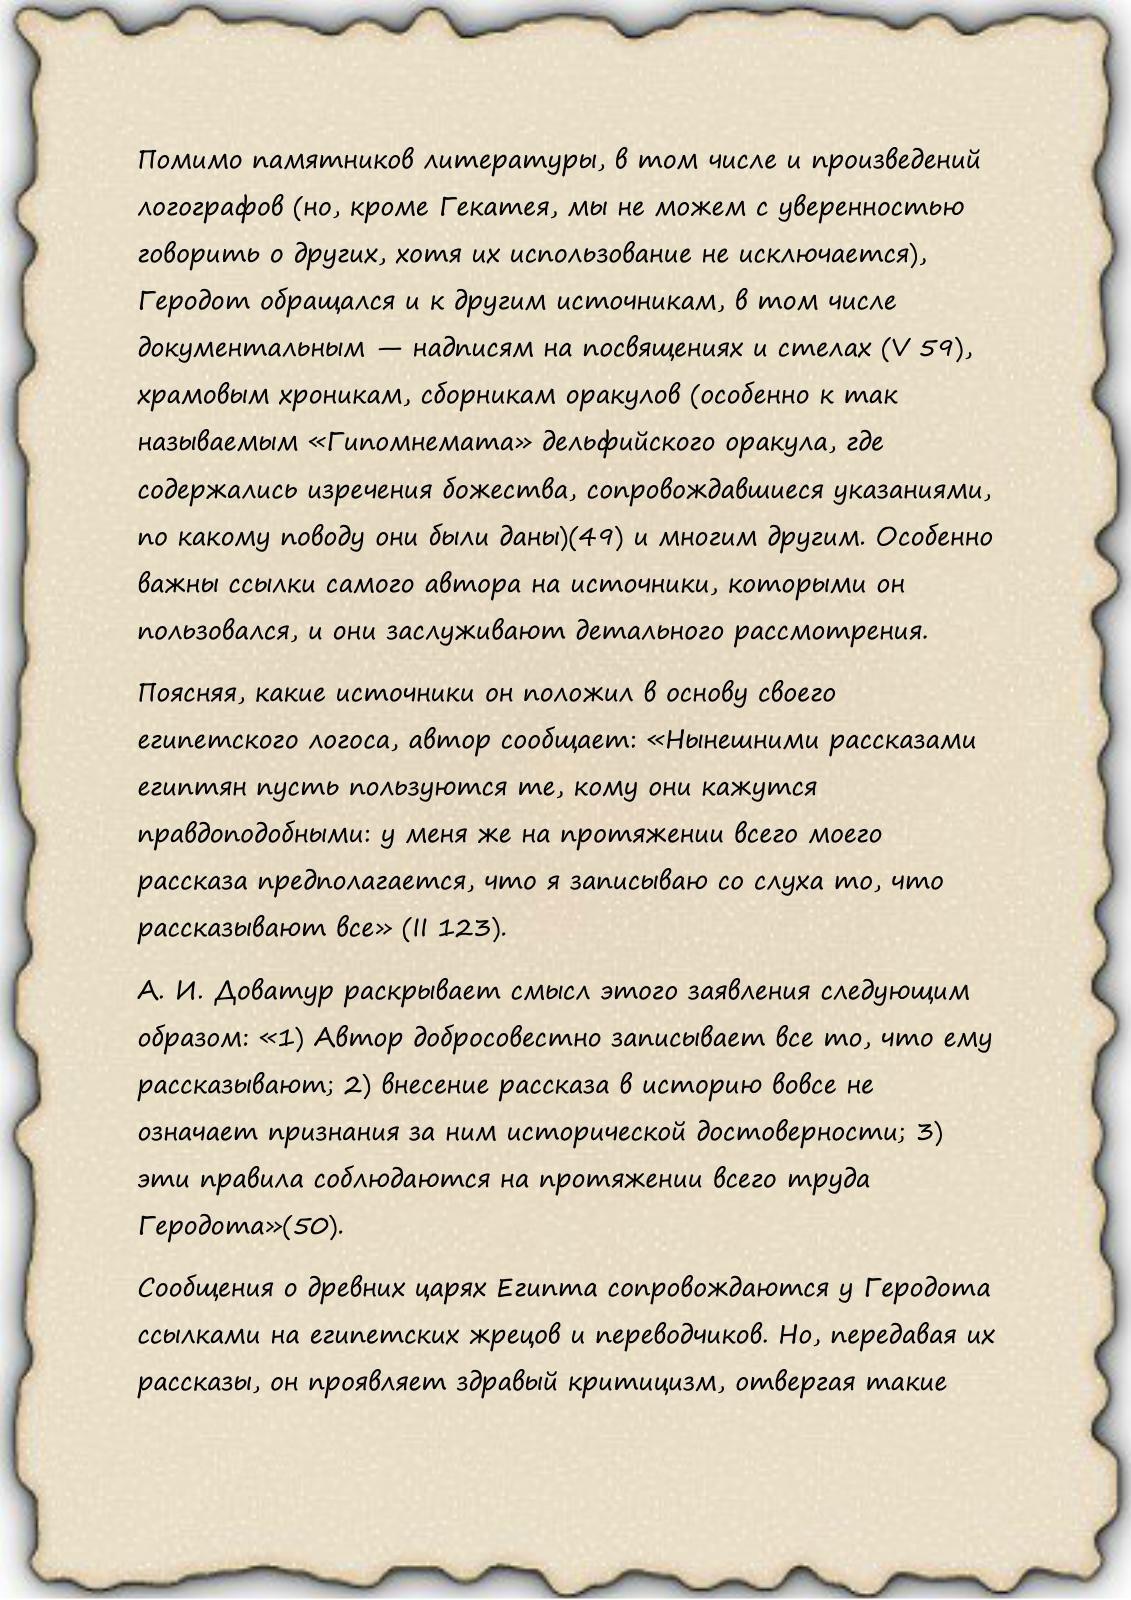 Помимо памятников литературы, в том числе и произведений
логографов (но, кроме Гекатея, мы не можем с уверенностью
говорить о других, хотя их использование не исключается),
Геродот обращался и к другим источникам, в том числе
документальным — надписям на посвящениях и стелах (V 59),
храмовым хроникам, сборникам оракулов (особенно к так
называемым «Гипомнемата» дельфийского оракула, где
содержались изречения божества, сопровождавшиеся указаниями,
по какому поводу они были даны)(49) и многим другим. Особенно
важны ссылки самого автора на источники, которыми он
пользовался, и они заслуживают детального рассмотрения.
Поясняя, какие источники он положил в основу своего
египетского логоса, автор сообщает: «Нынешними рассказами
египтян пусть пользуются те, кому они кажутся
правдоподобными: у меня же на протяжении всего моего
рассказа предполагается, что я записываю со слуха то, что
рассказывают все» (II 123).
А. И. Доватур раскрывает смысл этого заявления следующим
образом: «1) Автор добросовестно записывает все то, что ему
рассказывают; 2) внесение рассказа в историю вовсе не
означает признания за ним исторической достоверности; 3)
эти правила соблюдаются на протяжении всего труда
Геродота»(50).
Сообщения о древних царях Египта сопровождаются у Геродота
ссылками на египетских жрецов и переводчиков. Но, передавая их
рассказы, он проявляет здравый критицизм, отвергая такие